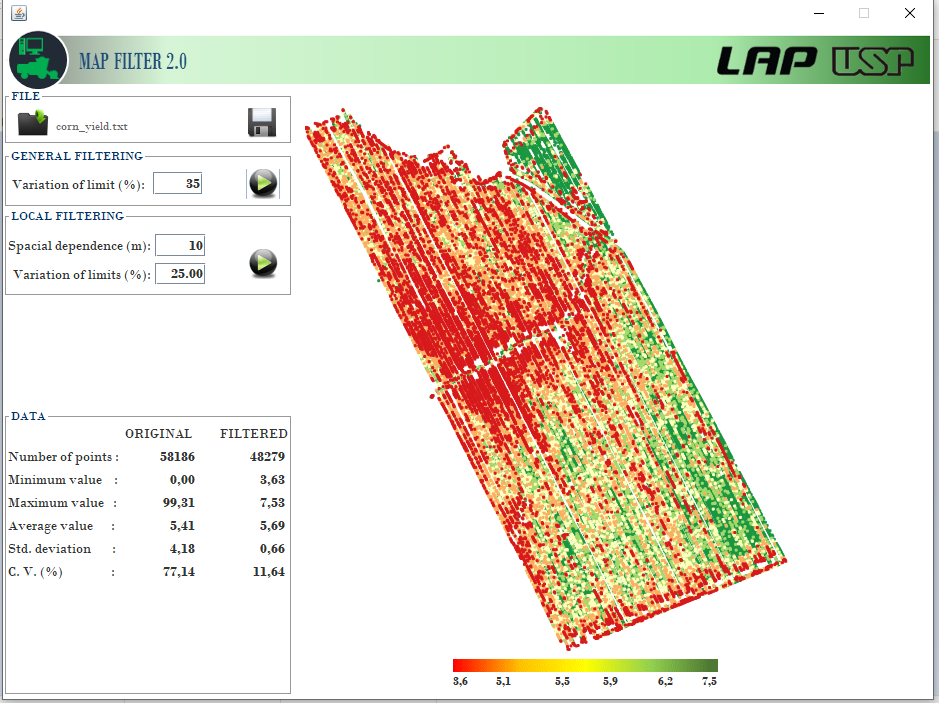 MAP FILTER 2.0
LAP USP
FILE
corn_yield.txt
GENERAL FILTERING
Variation of limit (%): 35
LOCAL FILTERING
Spacial dependence (m): 10
Variation of limits (%): 25.00
DATA
ORIGINAL FILTERED
Number of points : 58186 48279
Minimum value : 0,00 3,63
Maximum value : 99,31 7,53
Average value : 5,41 5,69
Std. deviation : 4,18 0,66
C. V. (%) : 77,14 11,64
3,6 5,1 5,5 5,9 6,2 7,5